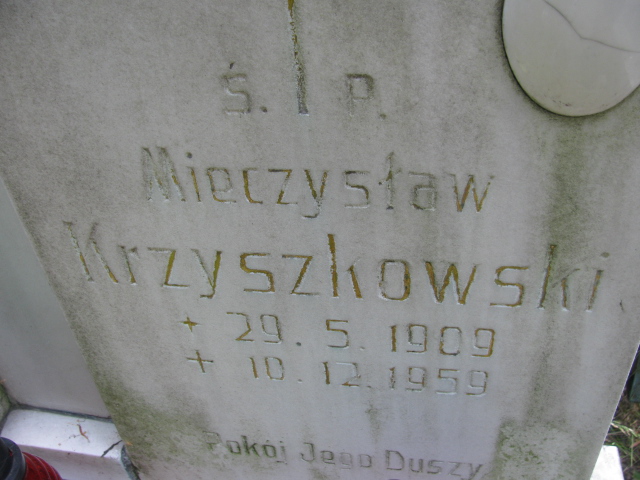 Ś. P.
Mieczysław
Krzyszkowski
* 29. 5. 1909
+ 10. 12. 1959
Pokój Jego Duszy